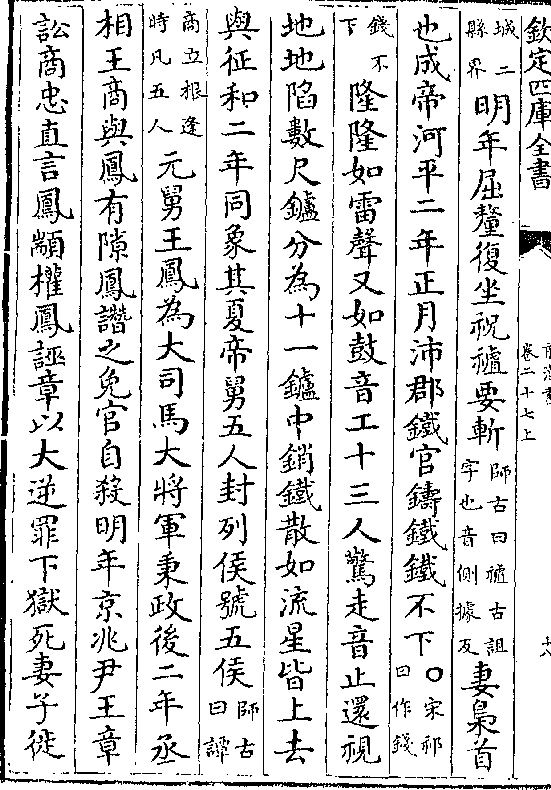 欽定四庫全書
前漢書
卷二十七上
城二
縣界
明年屈釐復坐祝禠要斬師古曰禠古詛
字也音側據反
妻梟首
也成帝河平二年正月沛郡鐵官鑄鐵鐵不下○宋祁
曰作錢
錢不
下
隆隆如雷聲又如鼓音工十三人驚走音止還視
地地陷數尺鑪分為十一鑪中銷鐵散如流星皆上去
與征和二年同象其夏帝舅五人封列侯號五侯師古
曰譚
商立根逢
時凡五人
元舅王鳳為大司馬大將軍秉政後二年丞
相王商與鳳有隙鳳譖之免官自殺明年京兆尹王章
訟商忠直言鳳顓權鳳誣章以大逆罪下獄死妻子徙